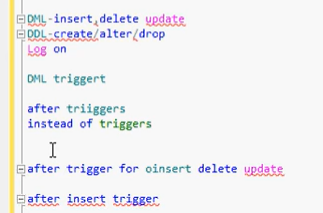 DML-insert,delete update
DDL-create/alter/drop
Log on
DML triggert
after triiggers
instead of triggers
after trigger for oinsert delete update
after insert trigger